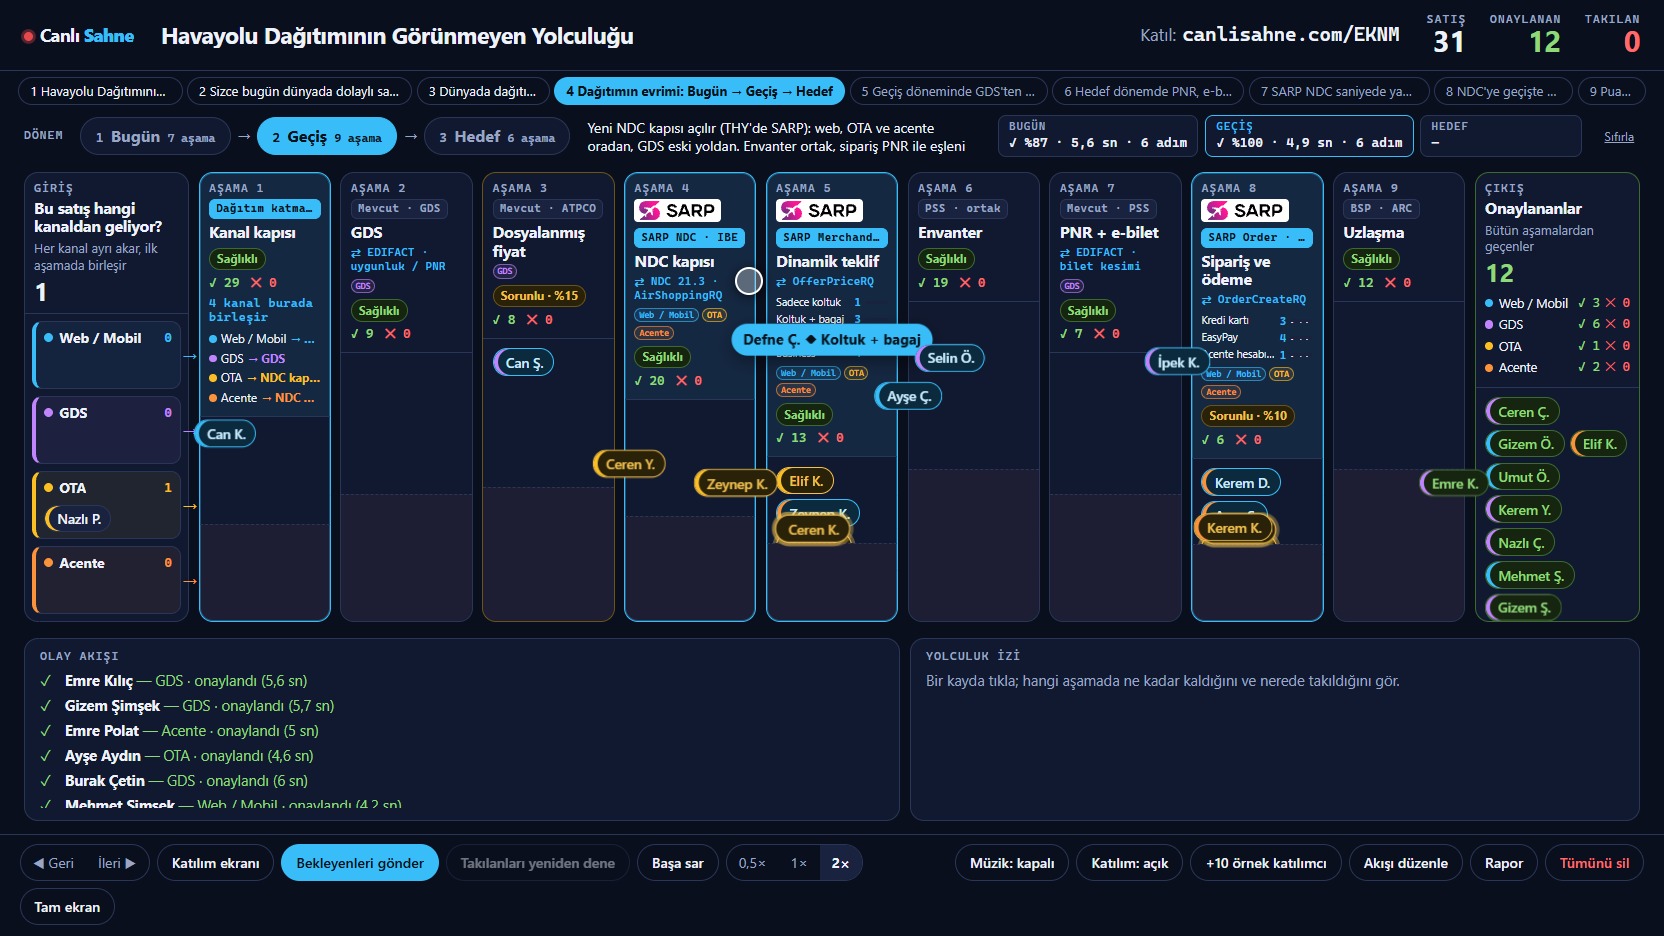 Canlı Sahne
Havayolu Dağıtımının Görünmeyen Yolculuğu
Katıl: canlisahne.com/EKNM
SATIŞ
31
ONAYLANAN
12
TAKILAN
0
1 Havayolu Dağıtımını...
2 Sizce bugün dünyada dolaylı sa...
3 Dünyada dağıtı...
4 Dağıtımın evrimi: Bugün → Geçiş → Hedef
5 Geçiş döneminde GDS'ten ...
6 Hedef dönemde PNR, e-b...
7 SARP NDC saniyede ya...
8 NDC'ye geçişte ...
9 Pua...
DÖNEM
1 Bugün 7 aşama
→
2 Geçiş 9 aşama
→
3 Hedef 6 aşama
Yeni NDC kapısı açılır (THY'de SARP): web, OTA ve acente
oradan, GDS eski yoldan. Envanter ortak, sipariş PNR ile eşleni
BUGÜN
✓ %87 · 5,6 sn · 6 adım
GEÇİŞ
✓ %100 · 4,9 sn · 6 adım
HEDEF
–
Sıfırla
GİRİŞ
Bu satış hangi
kanaldan geliyor?
Her kanal ayrı akar, ilk
aşamada birleşir
1
Web / Mobil 0
→
GDS 0
→
OTA 1
Nazlı P.
→
Acente 0
→
AŞAMA 1
Dağıtım katma...
Kanal kapısı
Sağlıklı
✓ 29 ✕ 0
4 kanal burada
birleşir
Web / Mobil → ...
GDS → GDS
OTA → NDC kap...
Acente → NDC ...
Can K.
AŞAMA 2
Mevcut · GDS
GDS
⇄ EDIFACT ·
uygunluk / PNR
GDS
Sağlıklı
✓ 9 ✕ 0
AŞAMA 3
Mevcut · ATPCO
Dosyalanmış
fiyat
GDS
Sorunlu · %15
✓ 8 ✕ 0
Can Ş.
Ceren Y.
AŞAMA 4
SARP
SARP NDC · IBE
NDC kapısı
⇄ NDC 21.3 ·
AirShoppingRQ
Web / Mobil OTA
Acente
Sağlıklı
✓ 20 ✕ 0
Zeynep K.
AŞAMA 5
SARP
SARP Merchand...
Dinamik teklif
⇄ OfferPriceRQ
Sadece koltuk 1
Koltuk + bagaj 3
Defne Ç. ◆ Koltuk + bagaj
Web / Mobil OTA
Acente
Sağlıklı
✓ 13 ✕ 0
Ayşe Ç.
Elif K.
Ceren K.
AŞAMA 6
PSS · ortak
Envanter
Sağlıklı
✓ 19 ✕ 0
Selin Ö.
AŞAMA 7
Mevcut · PSS
PNR + e-bilet
⇄ EDIFACT ·
bilet kesimi
GDS
Sağlıklı
✓ 7 ✕ 0
İpek K.
AŞAMA 8
SARP
SARP Order · ...
Sipariş ve
ödeme
⇄ OrderCreateRQ
Kredi kartı 3 · · ·
EasyPay 4 · · ·
Acente hesabı... 1 · · ·
Web / Mobil OTA
Acente
Sorunlu · %10
✓ 6 ✕ 0
Kerem D.
Kerem K.
AŞAMA 9
BSP · ARC
Uzlaşma
Sağlıklı
✓ 12 ✕ 0
Emre K.
ÇIKIŞ
Onaylananlar
Bütün aşamalardan
geçenler
12
Web / Mobil ✓ 3 ✕ 0
GDS ✓ 6 ✕ 0
OTA ✓ 1 ✕ 0
Acente ✓ 2 ✕ 0
Ceren Ç.
Gizem Ö. Elif K.
Umut Ö.
Kerem Y.
Nazlı Ç.
Mehmet Ş.
Gizem Ş.
OLAY AKIŞI
✓ Emre Kılıç — GDS · onaylandı (5,6 sn)
✓ Gizem Şimşek — GDS · onaylandı (5,7 sn)
✓ Emre Polat — Acente · onaylandı (5 sn)
✓ Ayşe Aydın — OTA · onaylandı (4,6 sn)
✓ Burak Çetin — GDS · onaylandı (6 sn)
✓ Mehmet Şimşek — Web / Mobil · onaylandı (4,2 sn)
YOLCULUK İZİ
Bir kayda tıkla; hangi aşamada ne kadar kaldığını ve nerede takıldığını gör.
◀ Geri
İleri ▶
Katılım ekranı
Bekleyenleri gönder
Takılanları yeniden dene
Başa sar
0,5×
1×
2×
Müzik: kapalı
Katılım: açık
+10 örnek katılımcı
Akışı düzenle
Rapor
Tümünü sil
Tam ekran